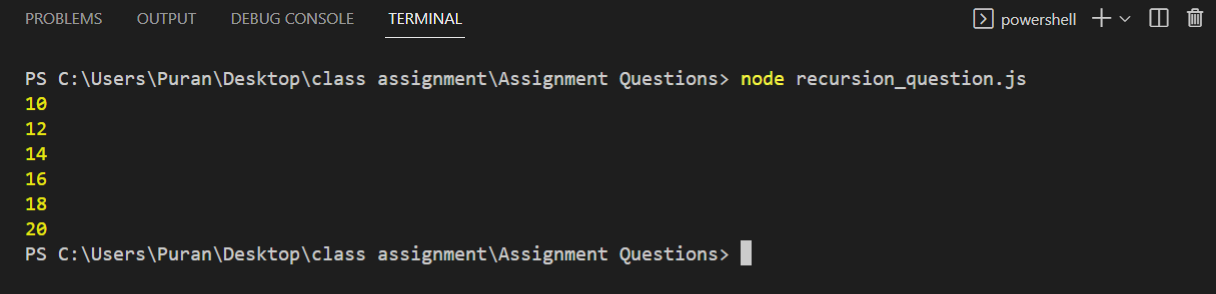 PROBLEMS OUTPUT DEBUG CONSOLE TERMINAL powershell
PS C:\Users\Puran\Desktop\class assignment\Assignment Questions> node recursion_question.js
10
12
14
16
18
20
PS C:\Users\Puran\Desktop\class assignment\Assignment Questions>